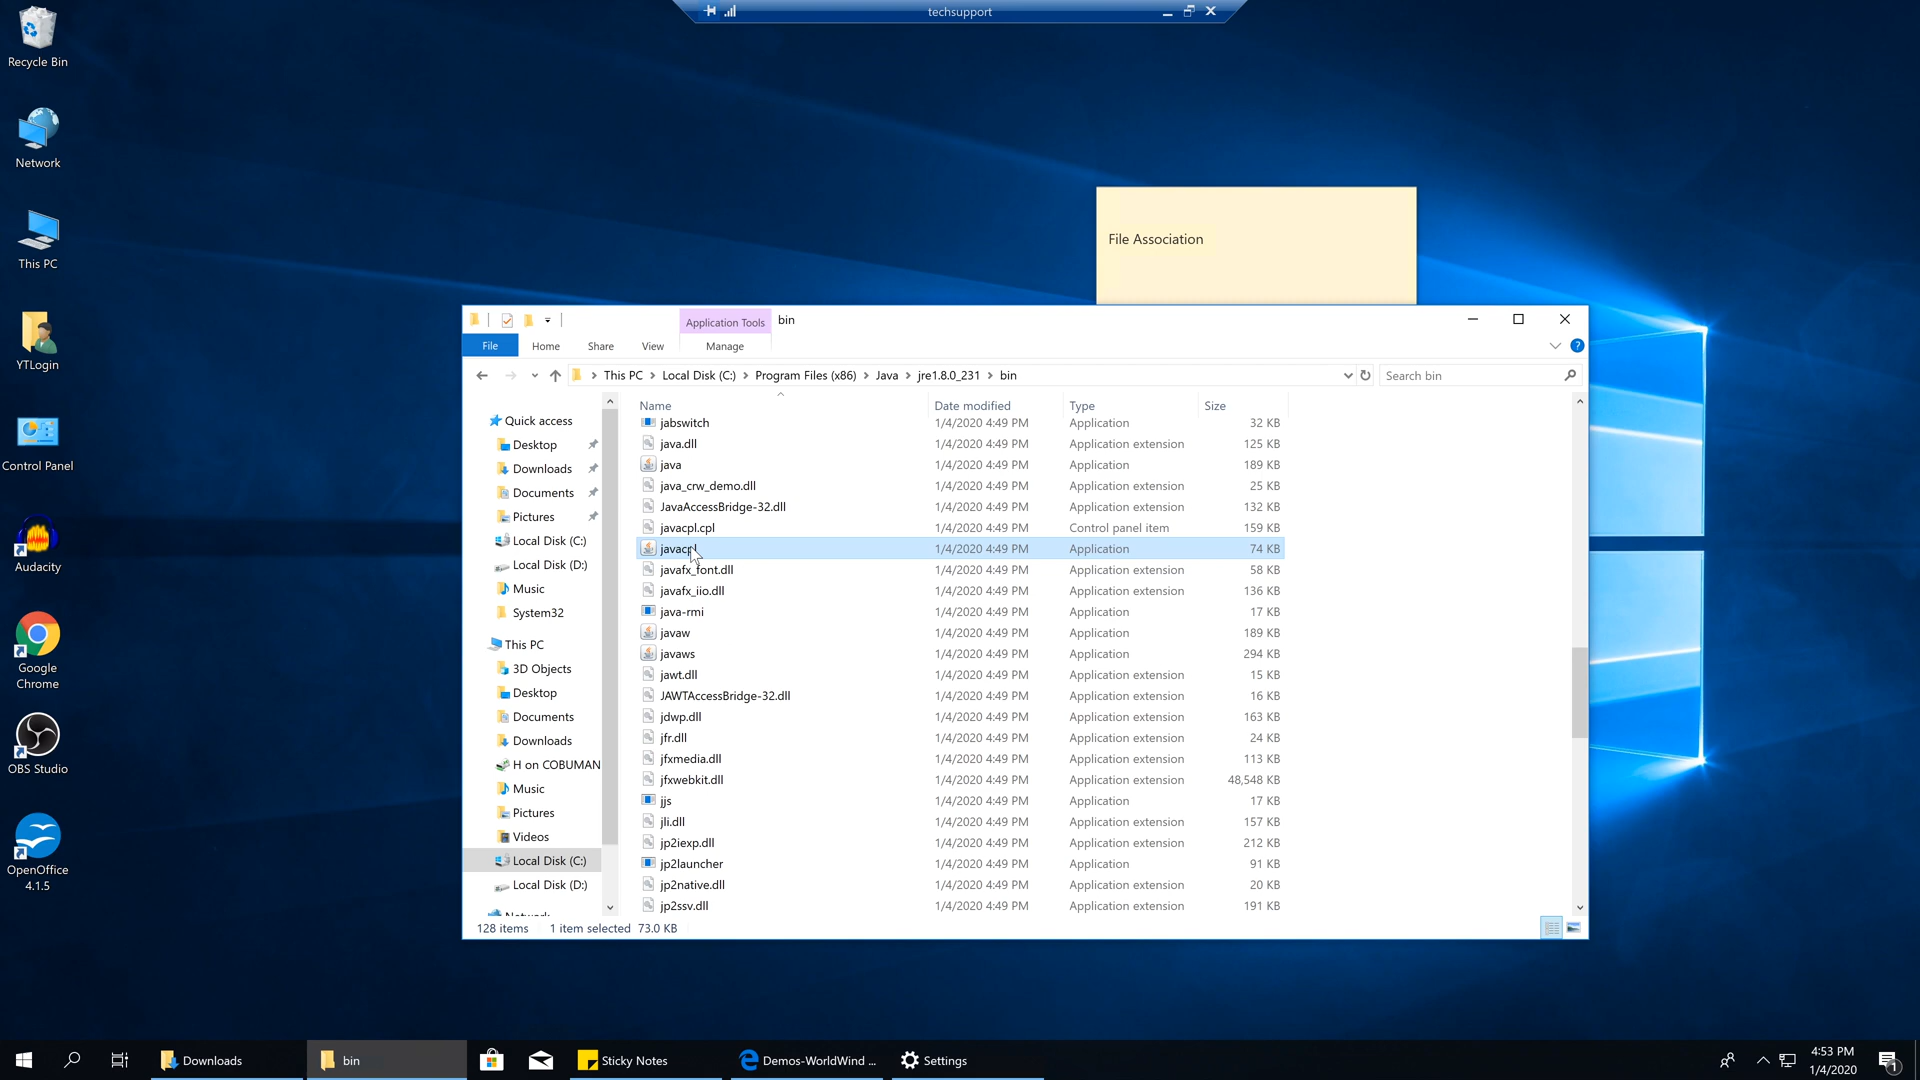 techsupport
Recycle Bin
Network
This PC
YTLogin
Control Panel
Audacity
Google
Chrome
OBS Studio
OpenOffice
4.1.5
File Association
Application Tools
bin
File
Home
Share
View
Manage
This PC
Local Disk (C:)
Program Files (x86)
Java
jre1.8.0_231
bin
Search bin
Quick access
Desktop
Downloads
Documents
Pictures
Local Disk (C:)
Local Disk (D:)
Music
System32
This PC
3D Objects
Desktop
Documents
Downloads
H on COBUMAN
Music
Pictures
Videos
Local Disk (C:)
Local Disk (D:)
Name Date modified Type Size
jabswitch 1/4/2020 4:49 PM Application 32 KB
java.dll 1/4/2020 4:49 PM Application extension 125 KB
java 1/4/2020 4:49 PM Application 189 KB
java_crw_demo.dll 1/4/2020 4:49 PM Application extension 25 KB
JavaAccessBridge-32.dll 1/4/2020 4:49 PM Application extension 132 KB
javacpl.cpl 1/4/2020 4:49 PM Control panel item 159 KB
javacpl 1/4/2020 4:49 PM Application 74 KB
javafx_font.dll 1/4/2020 4:49 PM Application extension 58 KB
javafx_iio.dll 1/4/2020 4:49 PM Application extension 136 KB
java-rmi 1/4/2020 4:49 PM Application 17 KB
javaw 1/4/2020 4:49 PM Application 189 KB
javaws 1/4/2020 4:49 PM Application 294 KB
jawt.dll 1/4/2020 4:49 PM Application extension 15 KB
JAWTAccessBridge-32.dll 1/4/2020 4:49 PM Application extension 16 KB
jdwp.dll 1/4/2020 4:49 PM Application extension 163 KB
jfr.dll 1/4/2020 4:49 PM Application extension 24 KB
jfxmedia.dll 1/4/2020 4:49 PM Application extension 113 KB
jfxwebkit.dll 1/4/2020 4:49 PM Application extension 48,548 KB
jjs 1/4/2020 4:49 PM Application 17 KB
jli.dll 1/4/2020 4:49 PM Application extension 157 KB
jp2iexp.dll 1/4/2020 4:49 PM Application extension 212 KB
jp2launcher 1/4/2020 4:49 PM Application 91 KB
jp2native.dll 1/4/2020 4:49 PM Application extension 20 KB
jp2ssv.dll 1/4/2020 4:49 PM Application extension 191 KB
128 items 1 item selected 73.0 KB
Downloads
bin
Sticky Notes
Demos-WorldWind ...
Settings
4:53 PM
1/4/2020
1